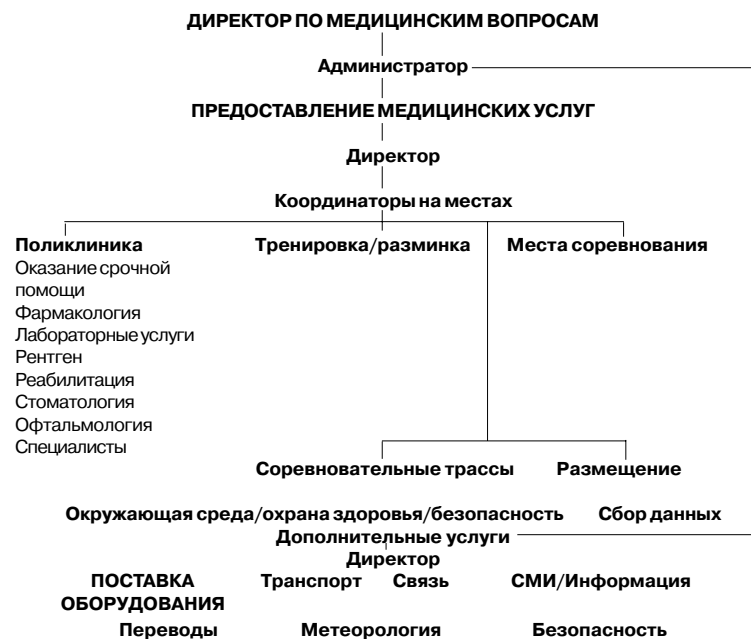 ДИРЕКТОР ПО МЕДИЦИНСКИМ ВОПРОСАМ
Администратор
ПРЕДОСТАВЛЕНИЕ МЕДИЦИНСКИХ УСЛУГ
Директор
Координаторы на местах
Поликлиника
Оказание срочной
помощи
Фармакология
Лабораторные услуги
Рентген
Реабилитация
Стоматология
Офтальмология
Специалисты
Тренировка/разминка
Места соревнования
Соревновательные трассы
Размещение
Окружающая среда/охрана здоровья/безопасность
Сбор данных
Дополнительные услуги
Директор
ПОСТАВКА
ОБОРУДОВАНИЯ
Транспорт
Связь
СМИ/Информация
Переводы
Метеорология
Безопасность